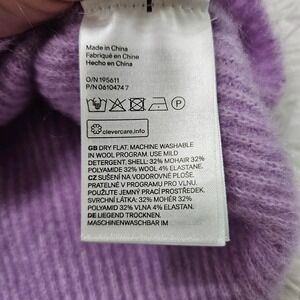 Made in China
Fabriqué en Chine
Hecho en China
O/N 195611
P/N 06104747
P
clevercare.info
GB DRY FLAT, MACHINE WASHABLE
IN WOOL PROGRAM, USE MILD
DETERGENT, SHELL: 32% MOHAIR 32%
POLYAMIDE 32% WOOL 4% ELASTANE.
CZ SUŠENÍ NA VODOROVNÉ PLOŠE.
PRATELNÉ V PROGRAMU PRO VLNU.
POUŽIJTE JEMNÝ PRACÍ PROSTŘEDEK.
SVRCHNÍ LÁTKA: 32% MOHÉR 32%
POLYAMID 32% VLNA 4% ELASTAN.
DE LIEGEND TROCKNEN.
MASCHINENWASCHBAR IM